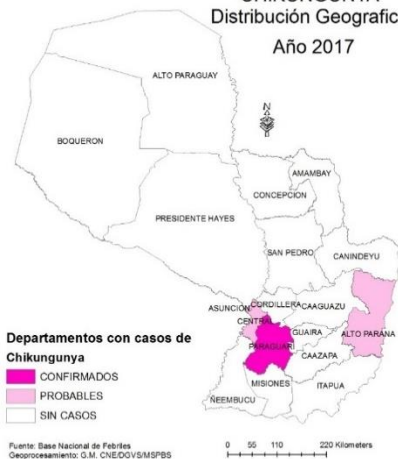 Distribución Geografic
Año 2017
N
ALTO PARAGUAY
BOQUERON
AMAMBAY
CONCEPCION
PRESIDENTE HAYES
SAN PEDRO
CANINDEYU
ASUNCION
CORDILLERA
CAAGUAZU
CENTRAL
ALTO PARANA
GUAIRA
PARAGUARI
CAAZAPA
MISIONES
ITAPUA
ÑEEMBUCU
Departamentos con casos de
Chikungunya
CONFIRMADOS
PROBABLES
SIN CASOS
Fuente: Base Nacional de Febriles
Geoprocesamiento: G.M. CNE/DGVS/MSPBS
0 55 110 220 Kilometers